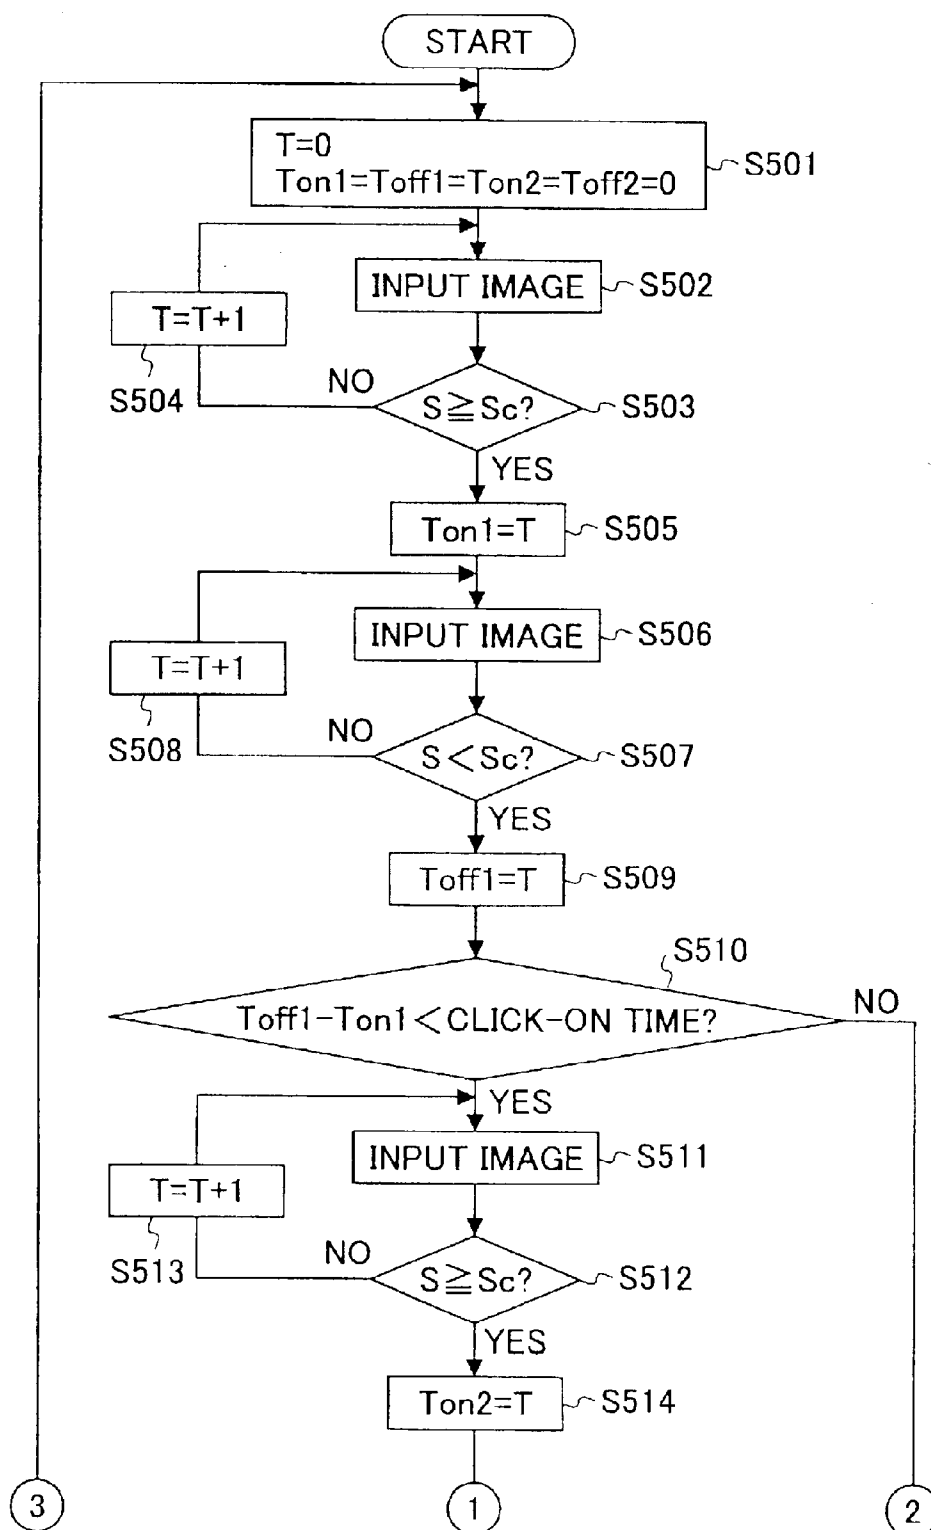 START
T=0
Ton1=Toff1=Ton2=Toff2=0
S501
INPUT IMAGE
S502
T=T+1
S504
NO
S≧Sc?
S503
YES
Ton1=T
S505
INPUT IMAGE
S506
T=T+1
S508
NO
S<Sc?
S507
YES
Toff1=T
S509
S510
Toff1-Ton1<CLICK-ON TIME?
NO
YES
INPUT IMAGE
S511
T=T+1
S513
NO
S≧Sc?
S512
YES
Ton2=T
S514
3
1
2